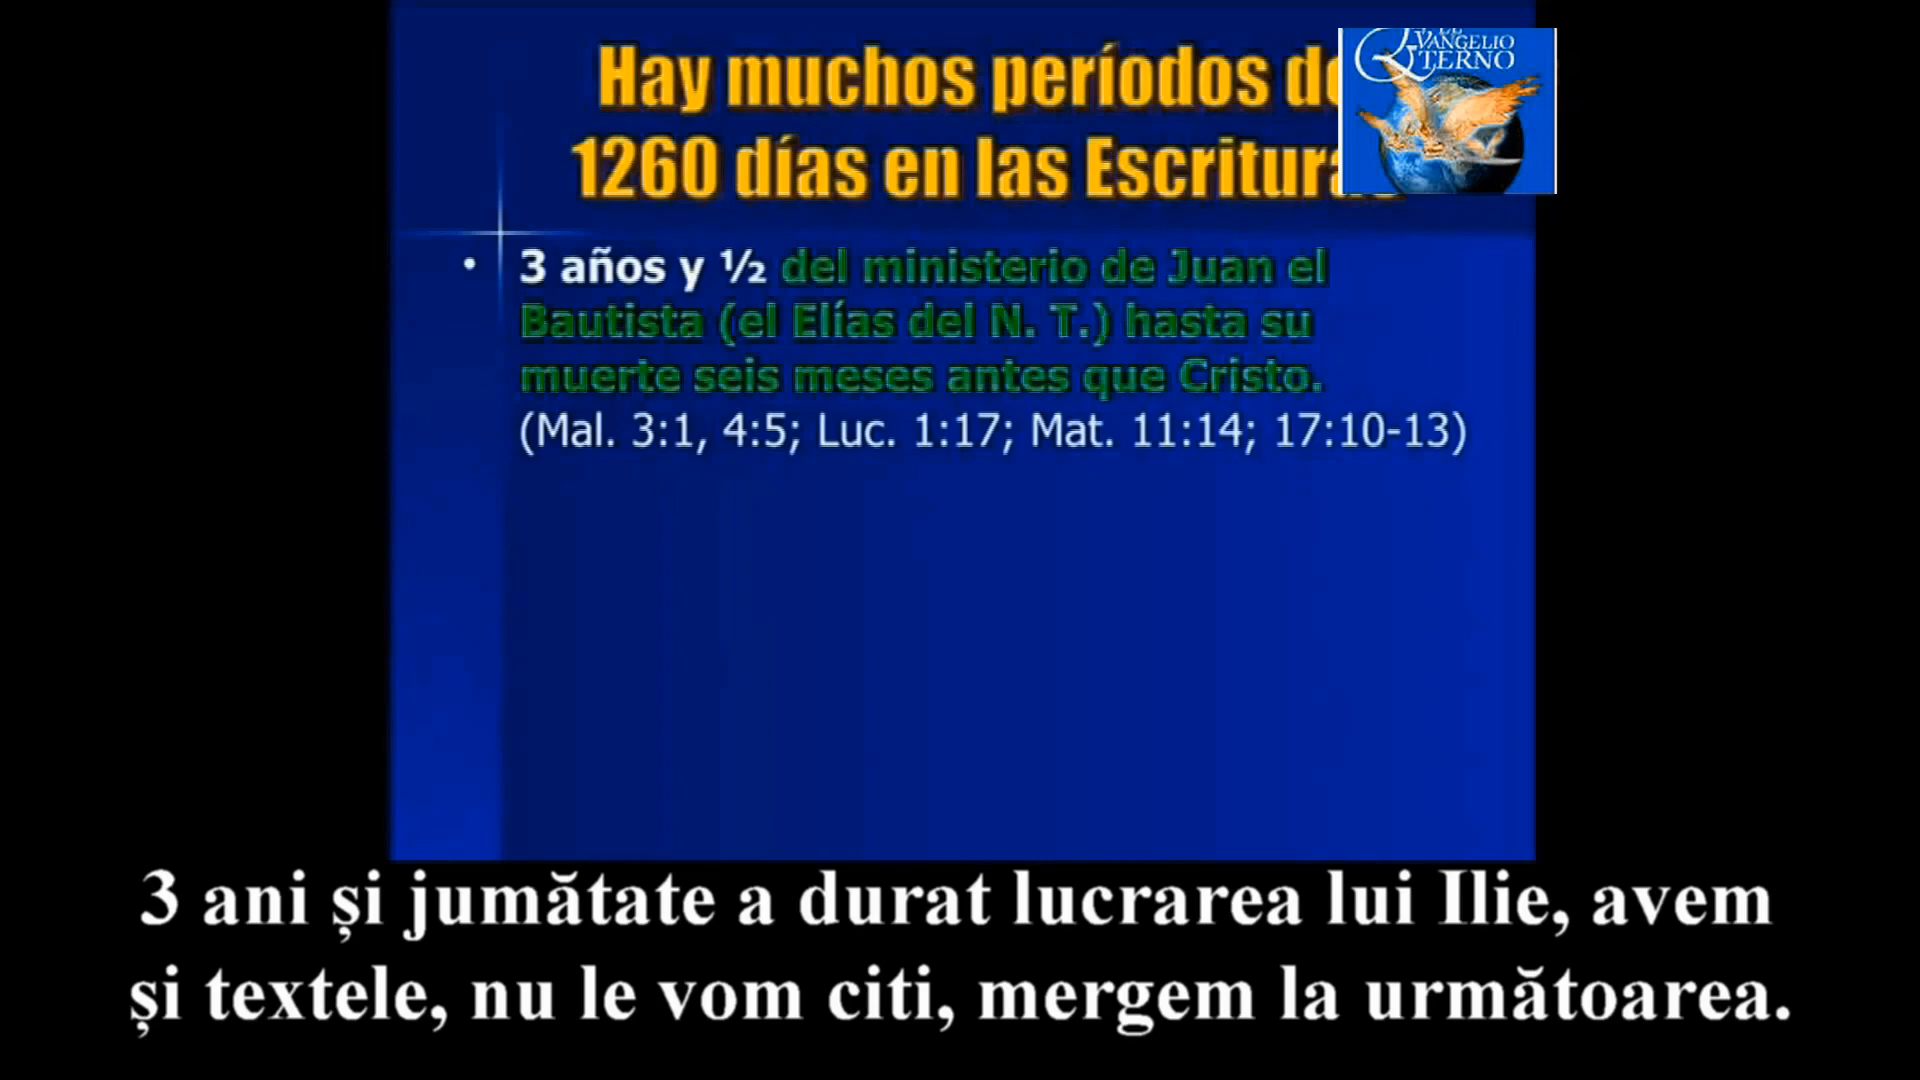 Hay muchos períodos de
1260 días en las Escrituras
VANGELIO
TERNO
• 3 años y ½ del ministerio de Juan el
Bautista (el Elías del N. T.) hasta su
muerte seis meses antes que Cristo.
(Mal. 3:1, 4:5; Luc. 1:17; Mat. 11:14; 17:10-13)
3 ani și jumătate a durat lucrarea lui Ilie, avem
și textele, nu le vom citi, mergem la următoarea.